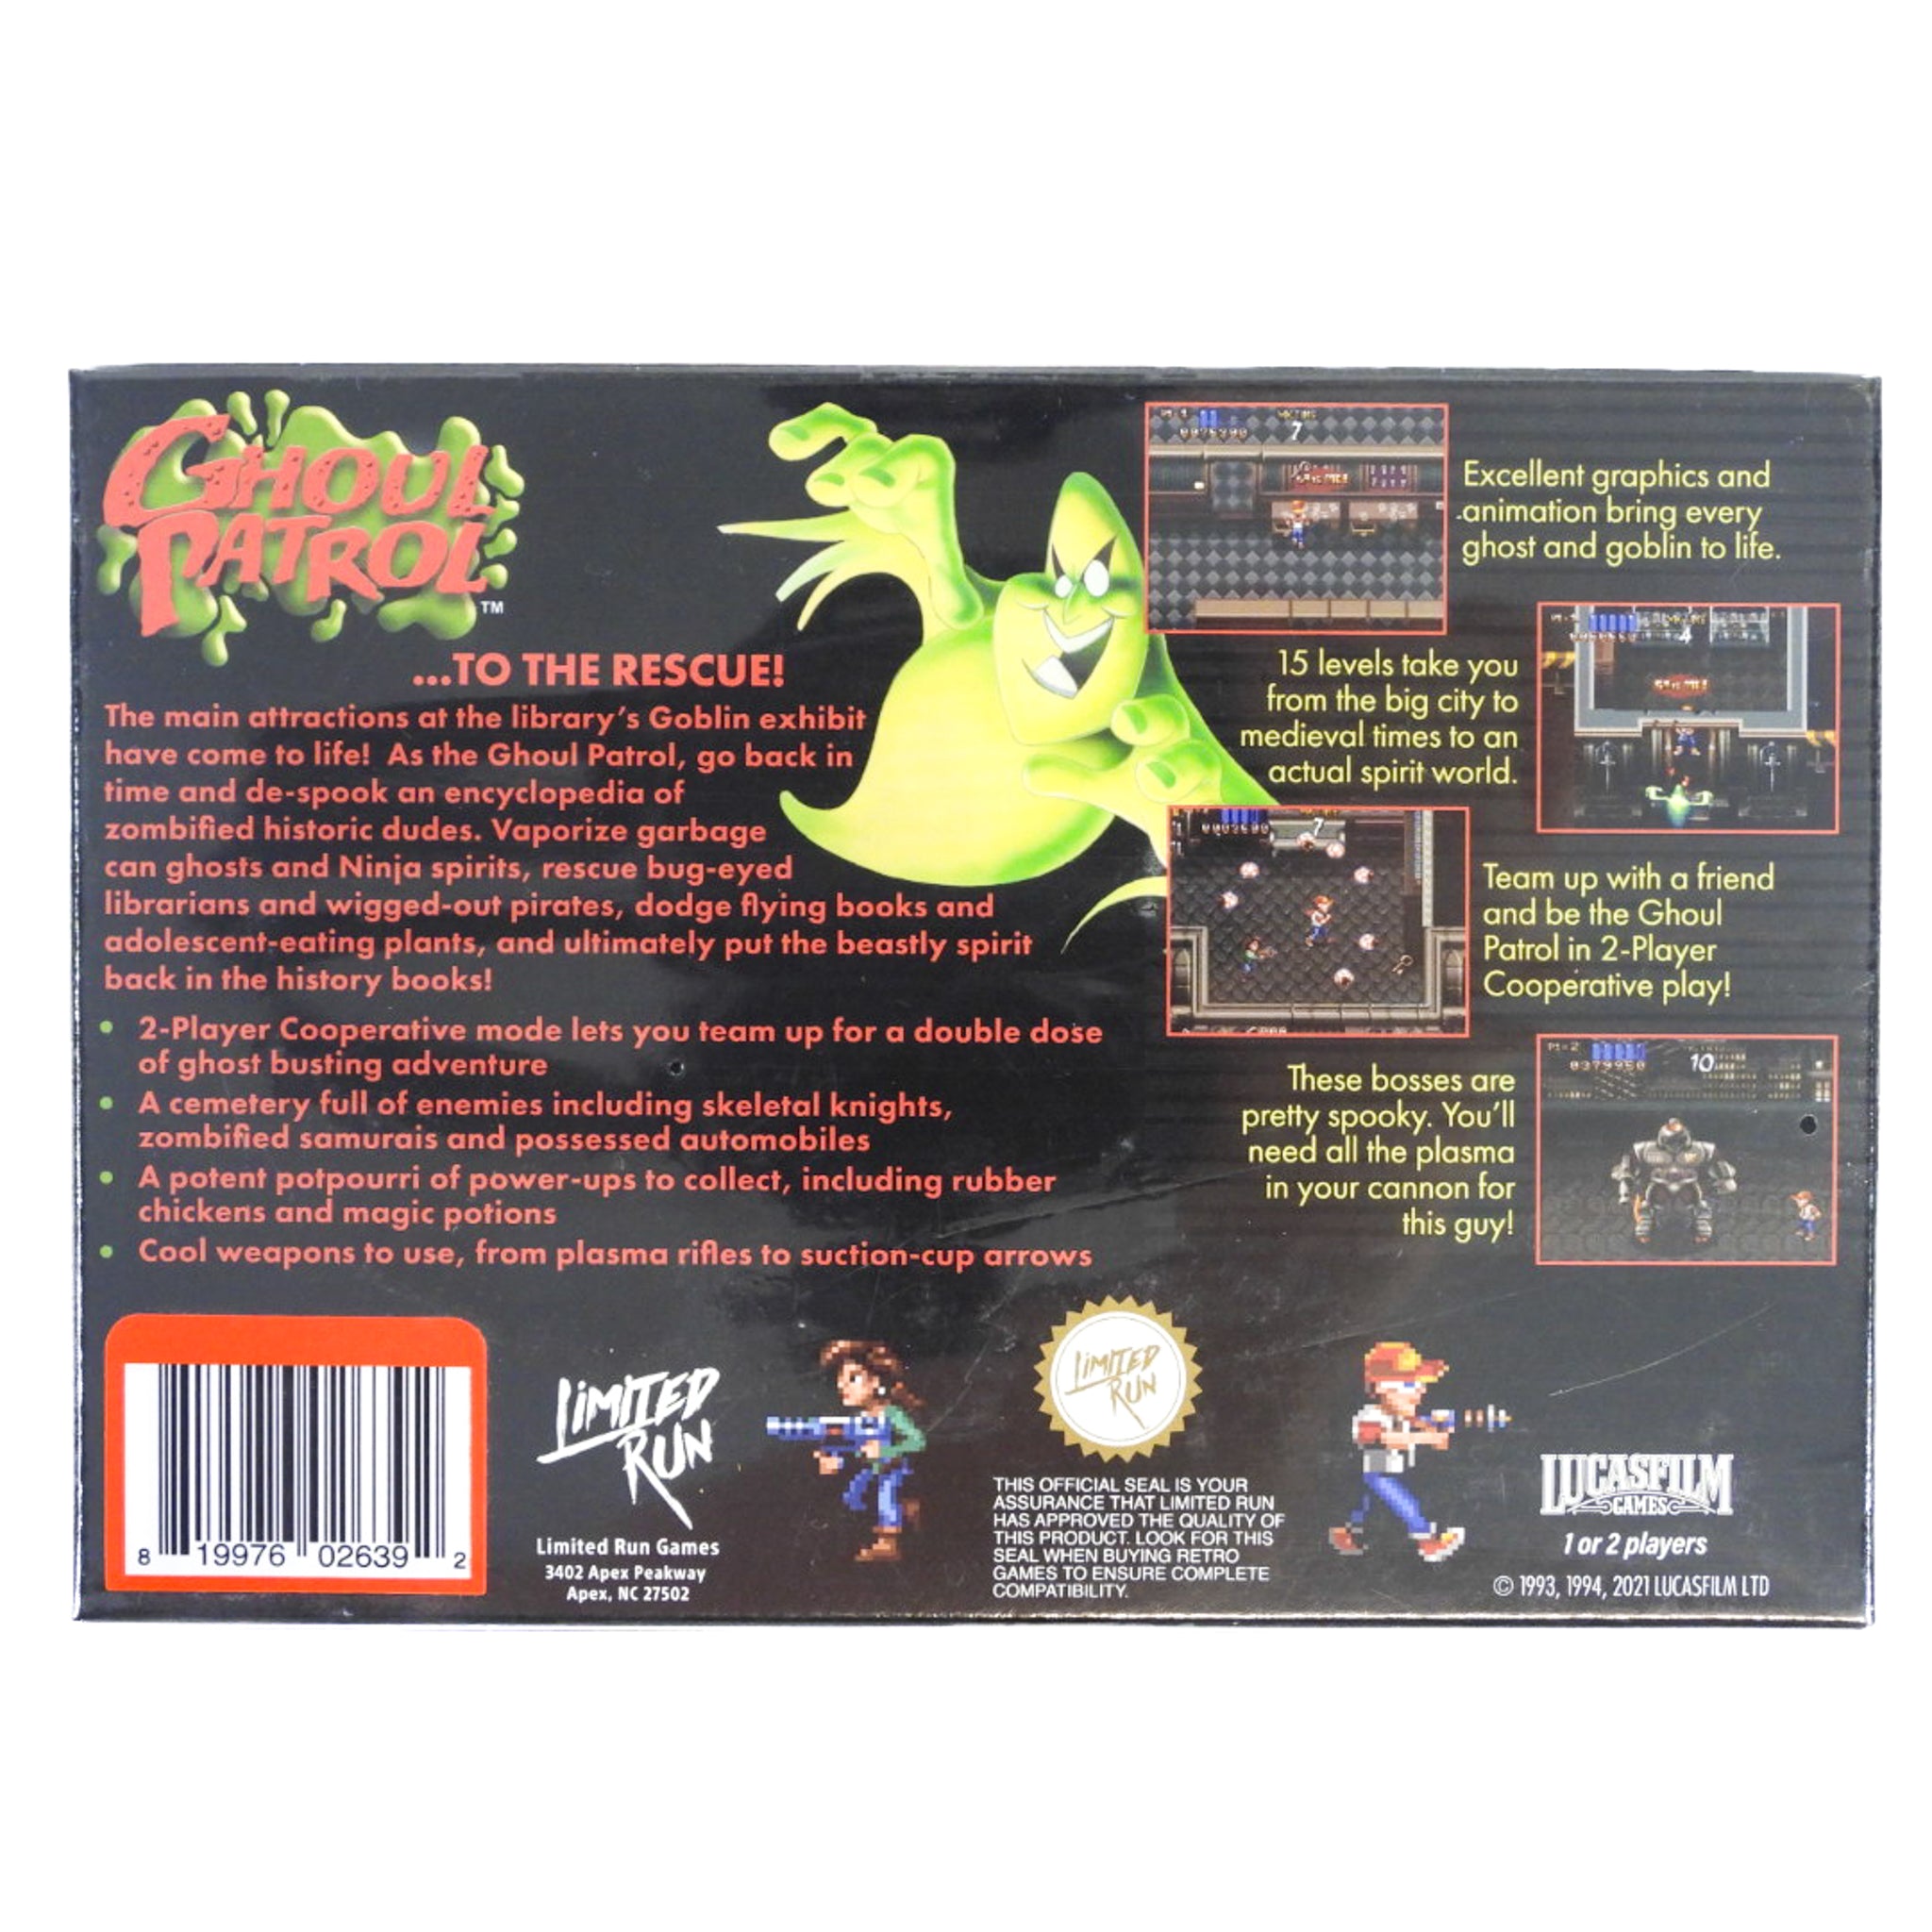 GHOUL
PATROL
TM
...TO THE RESCUE!
The main attractions at the library's Goblin exhibit
have come to life! As the Ghoul Patrol, go back in
time and de-spook an encyclopedia of
zombified historic dudes. Vaporize garbage
can ghosts and Ninja spirits, rescue bug-eyed
librarians and wigged-out pirates, dodge flying books and
adolescent-eating plants, and ultimately put the beastly spirit
back in the history books!
• 2-Player Cooperative mode lets you team up for a double dose
of ghost busting adventure
• A cemetery full of enemies including skeletal knights,
zombified samurais and possessed automobiles
• A potent potpourri of power-ups to collect, including rubber
chickens and magic potions
• Cool weapons to use, from plasma rifles to suction-cup arrows
7
Excellent graphics and
animation bring every
ghost and goblin to life.
4
15 levels take you
from the big city to
medieval times to an
actual spirit world.
7
Team up with a friend
and be the Ghoul
Patrol in 2-Player
Cooperative play!
10
0379950
These bosses are
pretty spooky. You'll
need all the plasma
in your cannon for
this guy!
8 19976 02639 2
LIMITED
RUN
Limited Run Games
3402 Apex Peakway
Apex, NC 27502
LIMITED
RUN
THIS OFFICIAL SEAL IS YOUR
ASSURANCE THAT LIMITED RUN
HAS APPROVED THE QUALITY OF
THIS PRODUCT. LOOK FOR THIS
SEAL WHEN BUYING RETRO
GAMES TO ENSURE COMPLETE
COMPATIBILITY.
LUCASFILM
GAMES
1 or 2 players
© 1993, 1994, 2021 LUCASFILM LTD